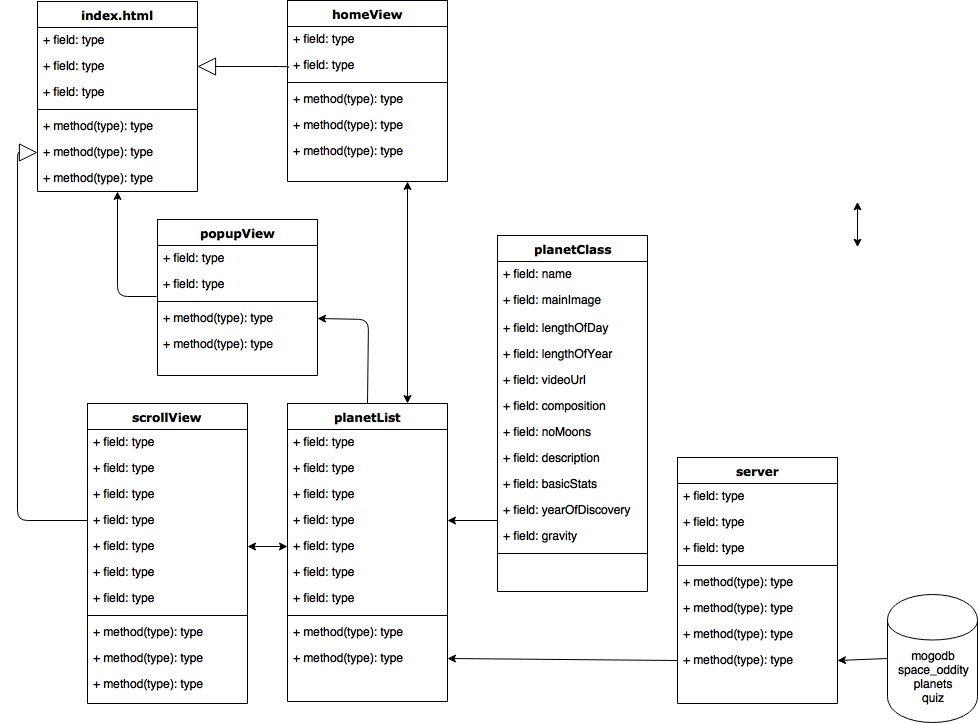 index.html
+ field: type
+ field: type
+ field: type
+ method(type): type
+ method(type): type
+ method(type): type
homeView
+ field: type
+ field: type
+ method(type): type
+ method(type): type
+ method(type): type
popupView
+ field: type
+ field: type
+ method(type): type
+ method(type): type
planetClass
+ field: name
+ field: mainImage
+ field: lengthOfDay
+ field: lengthOfYear
+ field: videoUrl
+ field: composition
+ field: noMoons
+ field: description
+ field: basicStats
+ field: yearOfDiscovery
+ field: gravity
scrollView
+ field: type
+ field: type
+ field: type
+ field: type
+ field: type
+ field: type
+ field: type
+ method(type): type
+ method(type): type
+ method(type): type
planetList
+ field: type
+ field: type
+ field: type
+ field: type
+ field: type
+ field: type
+ field: type
+ method(type): type
+ method(type): type
server
+ field: type
+ field: type
+ field: type
+ method(type): type
+ method(type): type
+ method(type): type
+ method(type): type
mogodb
space_oddity
planets
quiz